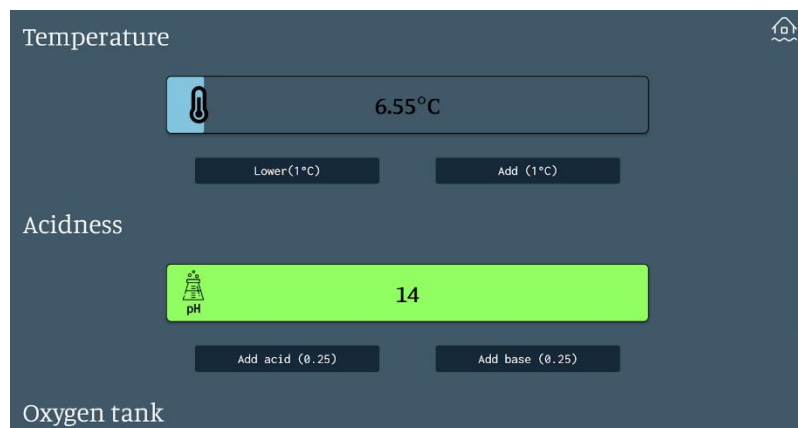 Temperature
6.55°C
Lower(1°C) Add (1°C)
Acidness
pH 14
Add acid (0.25) Add base (0.25)
Oxygen tank